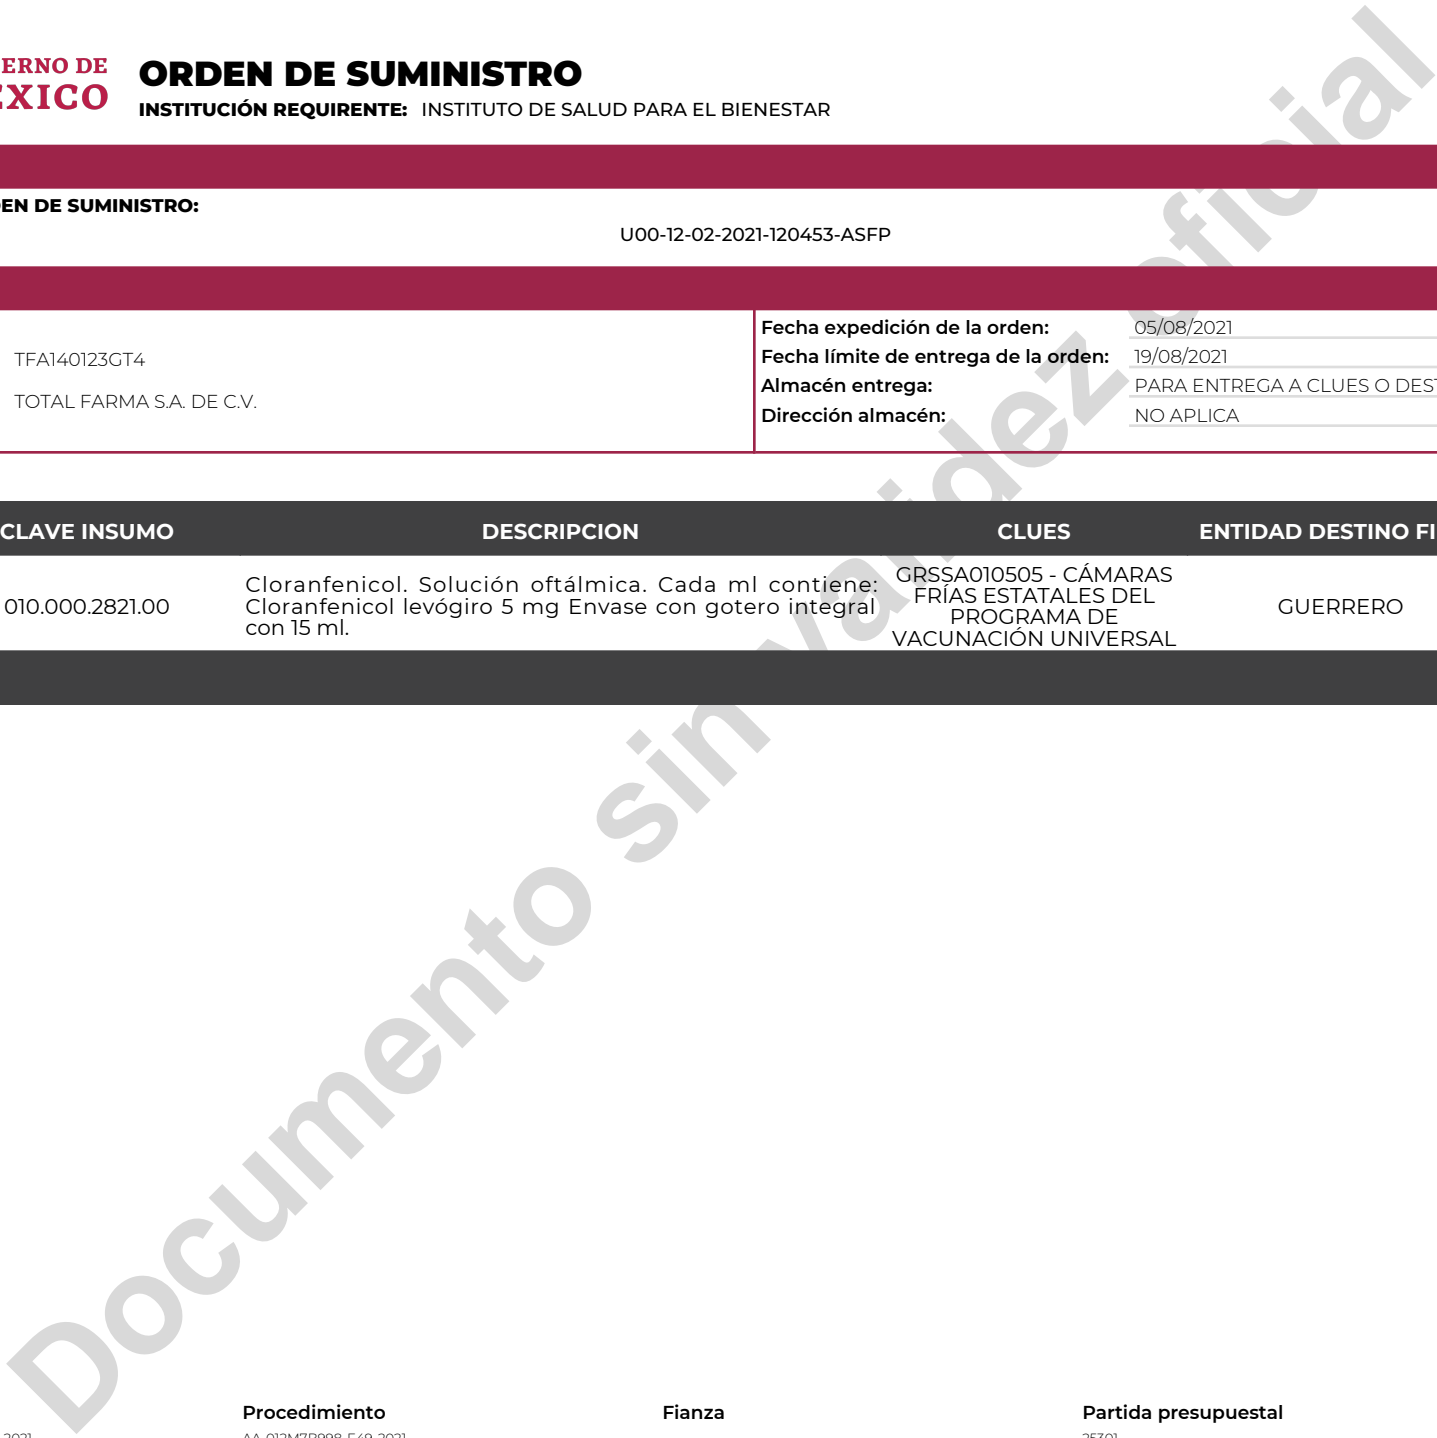 ERNO DE
ORDEN DE SUMINISTRO
INSTITUCIÓN REQUIRENTE: INSTITUTO DE SALUD PARA EL BIENESTAR
EN DE SUMINISTRO:
U00-12-02-2021-120453-ASFP
TFA140123GT4
TOTAL FARMA S.A. DE C.V.
Fecha expedición de la orden: 05/08/2021
Fecha límite de entrega de la orden: 19/08/2021
Almacén entrega: PARA ENTREGA A CLUES O DEST
Dirección almacén: NO APLICA
CLAVE INSUMO DESCRIPCION CLUES ENTIDAD DESTINO FI
010.000.2821.00
Cloranfenicol. Solución oftálmica. Cada ml contiene:
Cloranfenicol levógiro 5 mg Envase con gotero integral
con 15 ml.
GRSSA010505 - CÁMARAS
FRÍAS ESTATALES DEL
PROGRAMA DE
VACUNACIÓN UNIVERSAL
GUERRERO
Documento sin validez oficial
Procedimiento Fianza Partida presupuestal